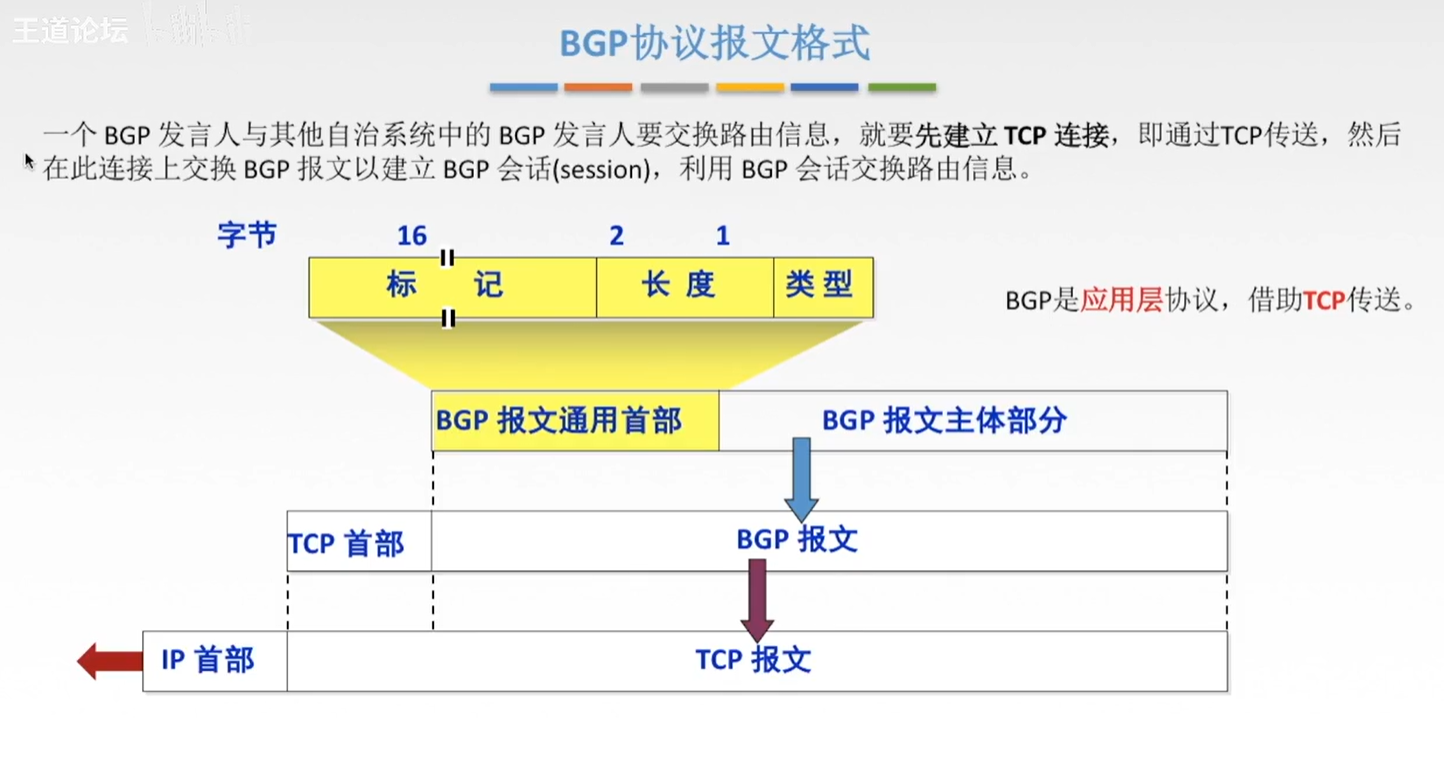 王道论坛
BGP协议报文格式
一个 BGP 发言人与其他自治系统中的 BGP 发言人要交换路由信息，就要先建立 TCP 连接，即通过TCP传送，然后
在此连接上交换 BGP 报文以建立 BGP 会话(session)，利用 BGP 会话交换路由信息。
字节 16 2 1
标 记 长 度 类 型
BGP是应用层协议，借助TCP传送。
BGP 报文通用首部 BGP 报文主体部分
TCP 首部 BGP 报文
IP 首部 TCP 报文